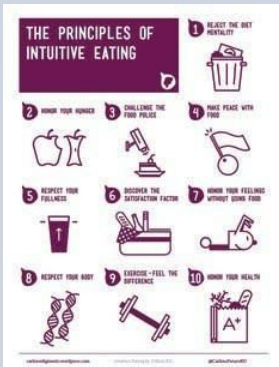 THE PRINCIPLES OF
INTUITIVE EATING
1 REJECT THE DIET
MENTALITY
2 HONOR YOUR HUNGER
3 CHALLENGE THE
FOOD POLICE
4 MAKE PEACE WITH
FOOD
5 RESPECT YOUR
FULLNESS
6 DISCOVER THE
SATISFACTION FACTOR
7 HONOR YOUR FEELINGS
WITHOUT USING FOOD
8 RESPECT YOUR BODY
9 EXERCISE-FEEL THE
DIFFERENCE
10 HONOR YOUR HEALTH
A+